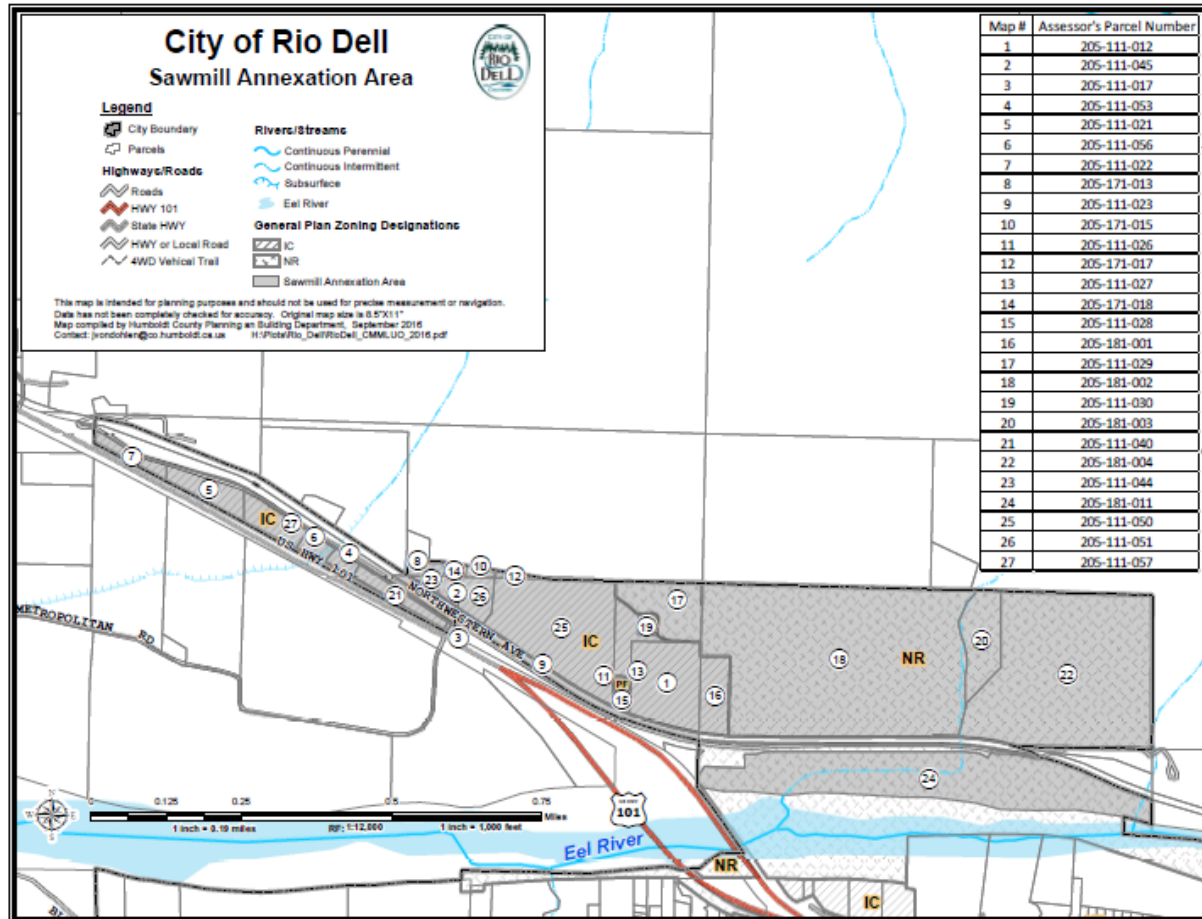 City of Rio Dell
Sawmill Annexation Area
CITY OF
RIO
DELL
Legend
City Boundary
Parcels
Highways/Roads
Roads
HWY 101
State HWY
HWY or Local Road
4WD Vehical Trail
Rivers/Streams
Continuous Perennial
Continuous Intermittent
Subsurface
Eel River
General Plan Zoning Designations
IC
NR
Sawmill Annexation Area
This map is intended for planning purposes and should not be used for precise measurement or navigation.
Data has not been completely checked for accuracy. Original map size is 8.5"X11"
Map compiled by Humboldt County Planning an Building Department, September 2016
Contact: jvondohlen@co.humboldt.ca.us H:\Plots\Rio_Dell\RioDell_CMMLUO_2016.pdf
Map # Assessor's Parcel Number
1 205-111-012
2 205-111-045
3 205-111-017
4 205-111-053
5 205-111-021
6 205-111-056
7 205-111-022
8 205-171-013
9 205-111-023
10 205-171-015
11 205-111-026
12 205-171-017
13 205-111-027
14 205-171-018
15 205-111-028
16 205-181-001
17 205-111-029
18 205-181-002
19 205-111-030
20 205-181-003
21 205-111-040
22 205-181-004
23 205-111-044
24 205-181-011
25 205-111-050
26 205-111-051
27 205-111-057
7
5
IC
27
6
4
US HWY 101
21
8
23
14
10
12
2
26
NORTHWESTERN AVE
3
9
25
IC
17
19
11
13
PF
15
1
16
18
NR
20
22
24
METROPOLITAN RD
N
W E
S
0 0.125 0.25 0.5 0.75
Miles
1 inch = 0.19 miles RF: 1:12,000 1 inch = 1,000 feet
101
Eel River
NR
IC